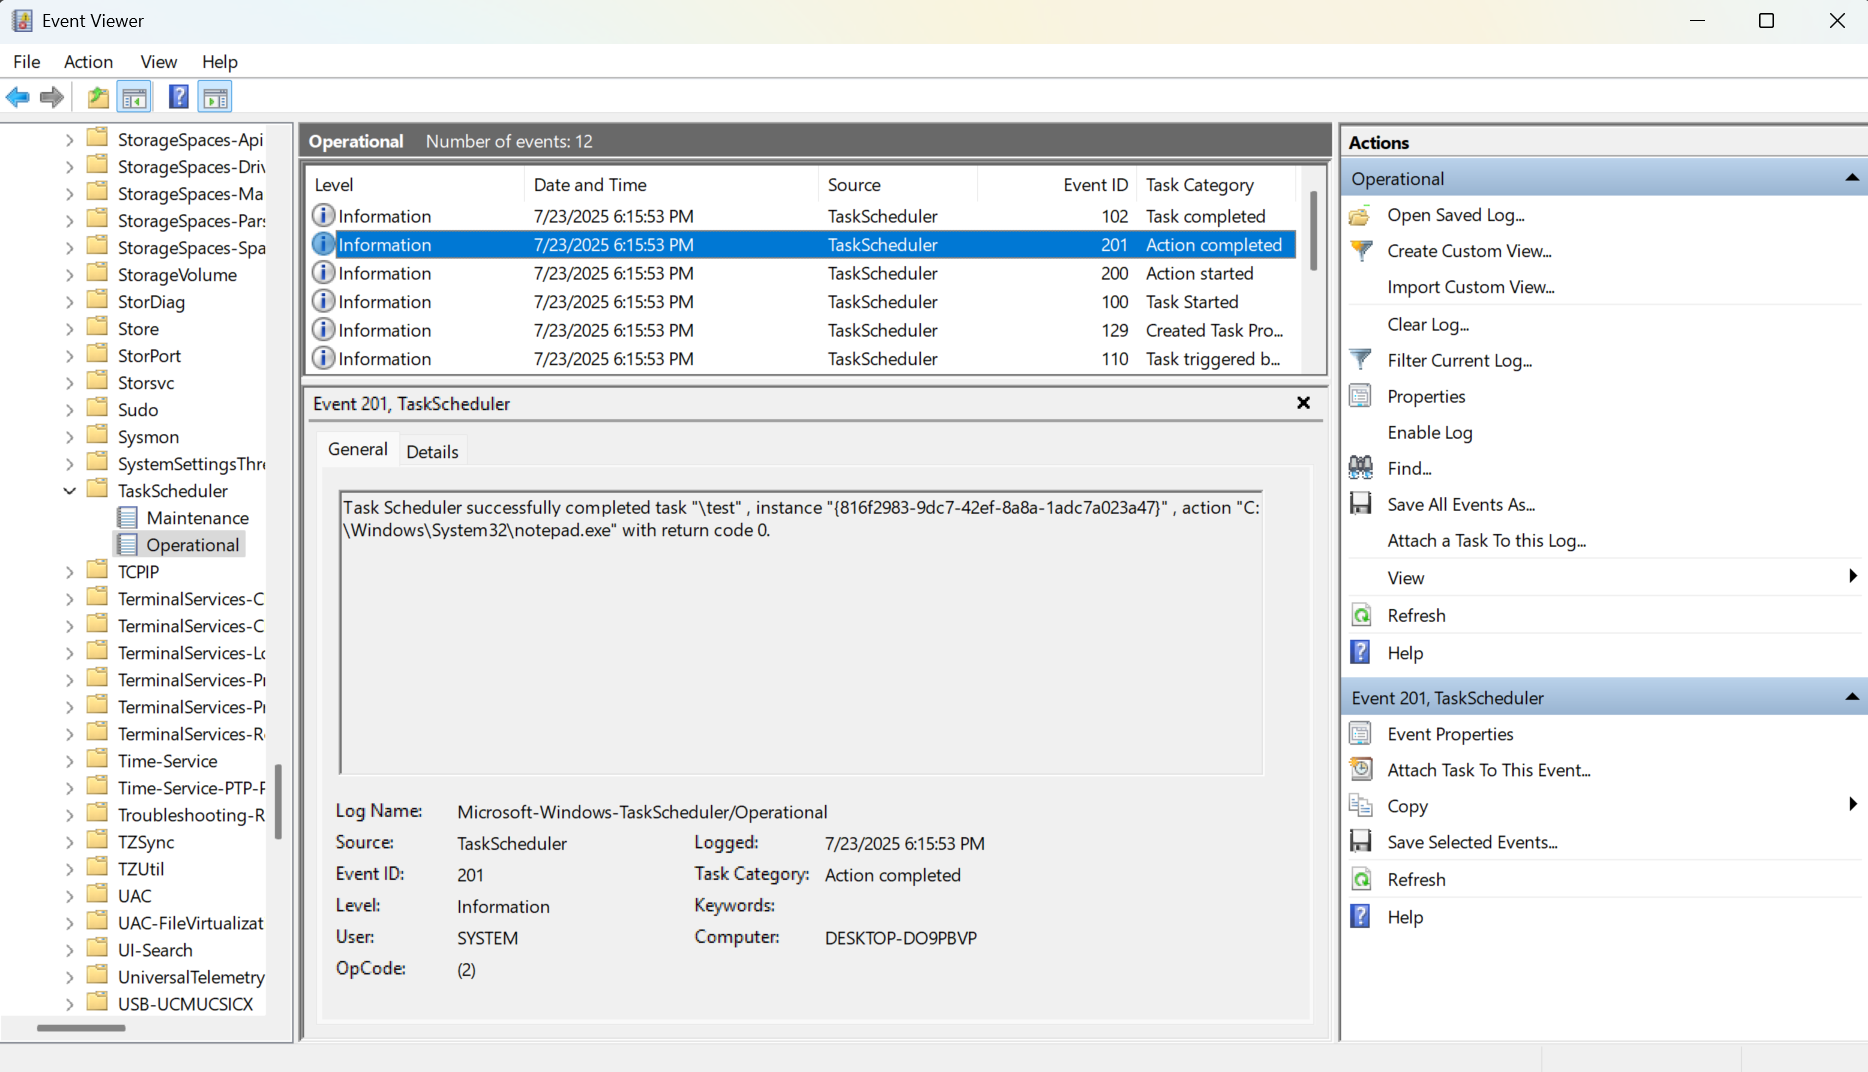 Event Viewer
File Action View Help
StorageSpaces-Api
StorageSpaces-Driv
StorageSpaces-Ma
StorageSpaces-Pars
StorageSpaces-Spa
StorageVolume
StorDiag
Store
StorPort
Storsvc
Sudo
Sysmon
SystemSettingsThre
TaskScheduler
Maintenance
Operational
TCPIP
TerminalServices-C
TerminalServices-C
TerminalServices-Lo
TerminalServices-Pr
TerminalServices-Pr
TerminalServices-Re
Time-Service
Time-Service-PTP-P
Troubleshooting-R
TZSync
TZUtil
UAC
UAC-FileVirtualizat
UI-Search
UniversalTelemetry
USB-UCMUCSICX
Operational Number of events: 12
Level Date and Time Source Event ID Task Category
Information 7/23/2025 6:15:53 PM TaskScheduler 102 Task completed
Information 7/23/2025 6:15:53 PM TaskScheduler 201 Action completed
Information 7/23/2025 6:15:53 PM TaskScheduler 200 Action started
Information 7/23/2025 6:15:53 PM TaskScheduler 100 Task Started
Information 7/23/2025 6:15:53 PM TaskScheduler 129 Created Task Pro...
Information 7/23/2025 6:15:53 PM TaskScheduler 110 Task triggered b...
Event 201, TaskScheduler
General Details
Task Scheduler successfully completed task "\test" , instance "{816f2983-9dc7-42ef-8a8a-1adc7a023a47}" , action "C:
\Windows\System32\notepad.exe" with return code 0.
Log Name: Microsoft-Windows-TaskScheduler/Operational
Source: TaskScheduler Logged: 7/23/2025 6:15:53 PM
Event ID: 201 Task Category: Action completed
Level: Information Keywords:
User: SYSTEM Computer: DESKTOP-DO9PBVP
OpCode: (2)
Actions
Operational
Open Saved Log...
Create Custom View...
Import Custom View...
Clear Log...
Filter Current Log...
Properties
Enable Log
Find...
Save All Events As...
Attach a Task To this Log...
View
Refresh
Help
Event 201, TaskScheduler
Event Properties
Attach Task To This Event...
Copy
Save Selected Events...
Refresh
Help